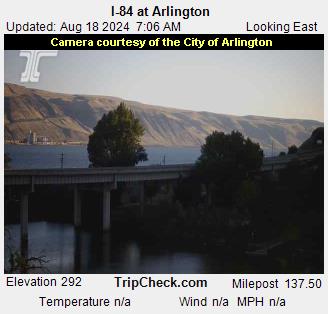 I-84 at Arlington
Updated: Aug 18 2024 7:06 AM Looking East
Camera courtesy of the City of Arlington
Elevation 292 TripCheck.com Milepost 137.50
Temperature n/a Wind n/a MPH n/a